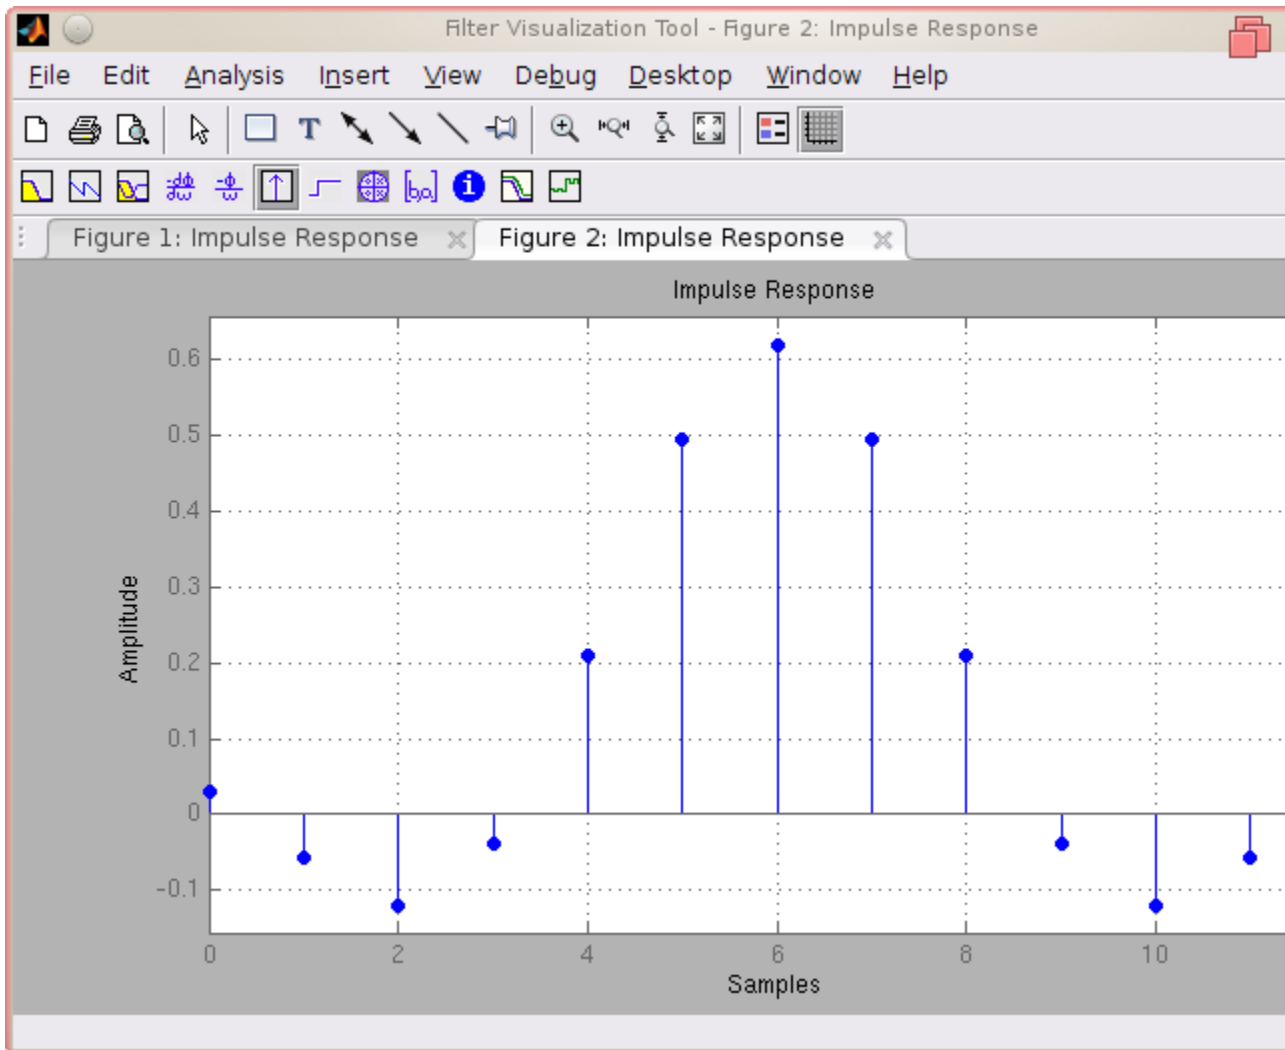 Filter Visualization Tool - Figure 2: Impulse Response
File Edit Analysis Insert View Debug Desktop Window Help
T
-dϕ
dω
-ϕ
ω
[b,a]
i
Figure 1: Impulse Response
Figure 2: Impulse Response
Impulse Response
0.6
0.5
0.4
0.3
0.2
0.1
0
-0.1
Amplitude
0 2 4 6 8 10
Samples